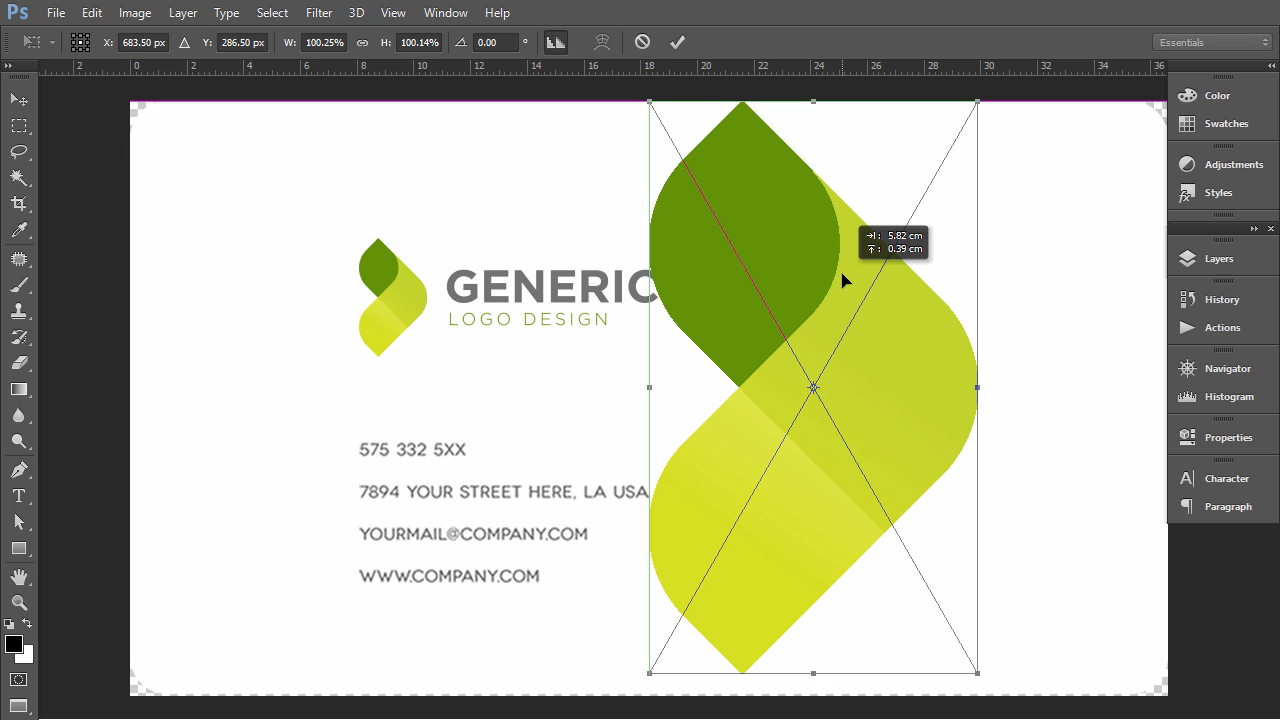 Ps File Edit Image Layer Type Select Filter 3D View Window Help
X: 683.50 px Y: 286.50 px W: 100.25% H: 100.14% 0.00 ° Essentials
2 0 2 4 6 8 10 12 14 16 18 20 22 24 26 28 30 32 34 36
Color
Swatches
Adjustments
Styles
Layers
History
Actions
Navigator
Histogram
Properties
Character
Paragraph
5.82 cm
0.39 cm
GENERIC
LOGO DESIGN
575 332 5XX
7894 YOUR STREET HERE, LA USA
YOURMAIL@COMPANY.COM
WWW.COMPANY.COM